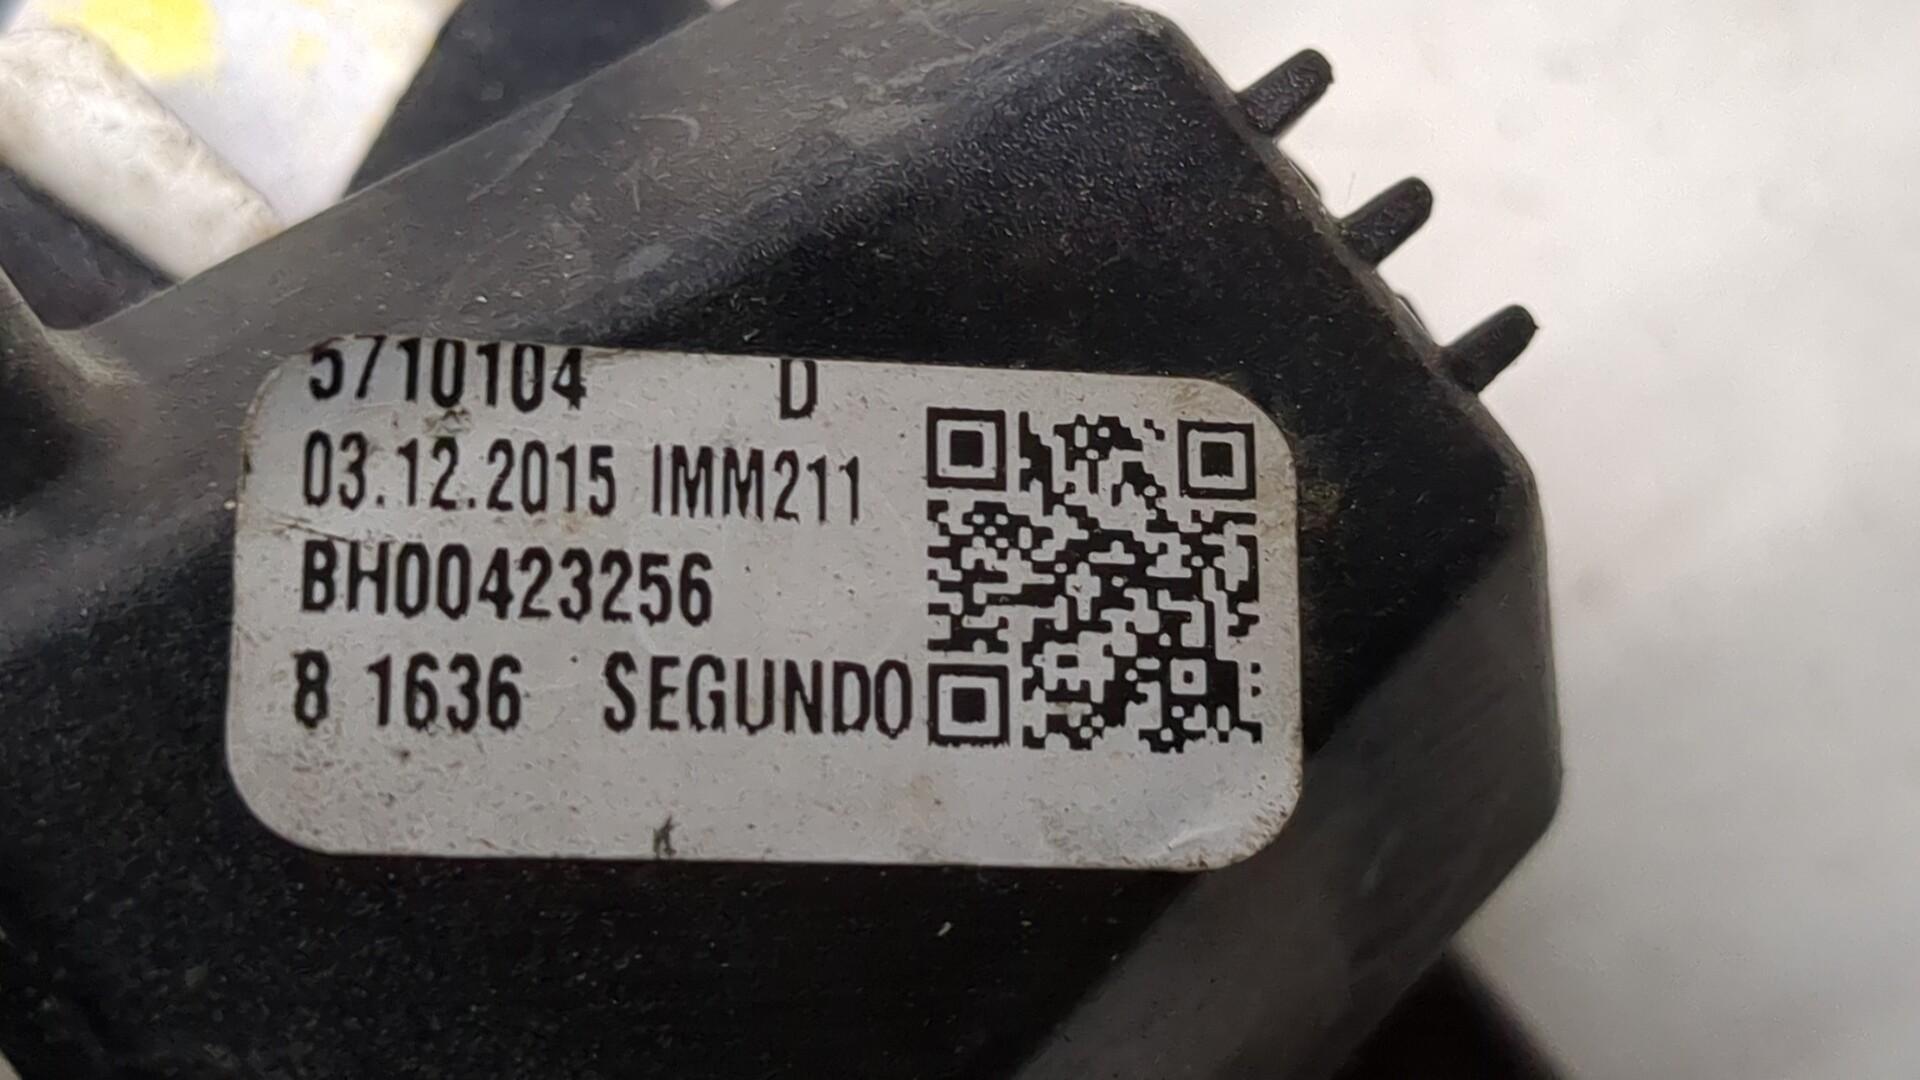 5710104 D
03.12.2015 IMM211
BH00423256
8 1636 SEGUNDO